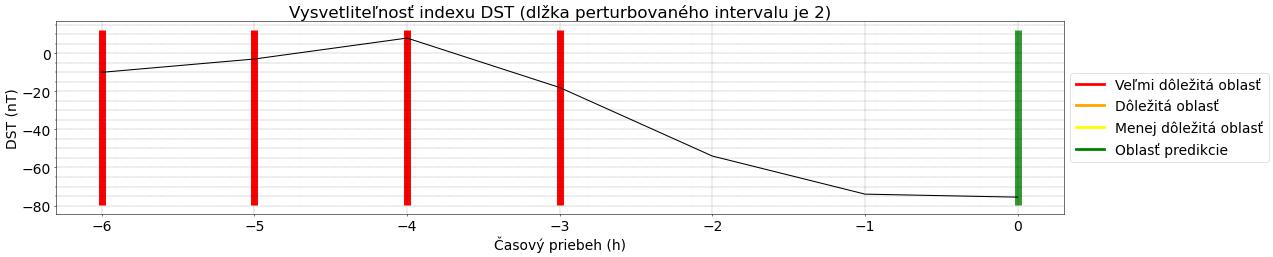 Vysvetliteľnosť indexu DST (dĺžka perturbovaného intervalu je 2)
DST (nT)
0
−20
−40
−60
−80
−6 −5 −4 −3 −2 −1 0
Časový priebeh (h)
Veľmi dôležitá oblasť
Dôležitá oblasť
Menej dôležitá oblasť
Oblasť predikcie